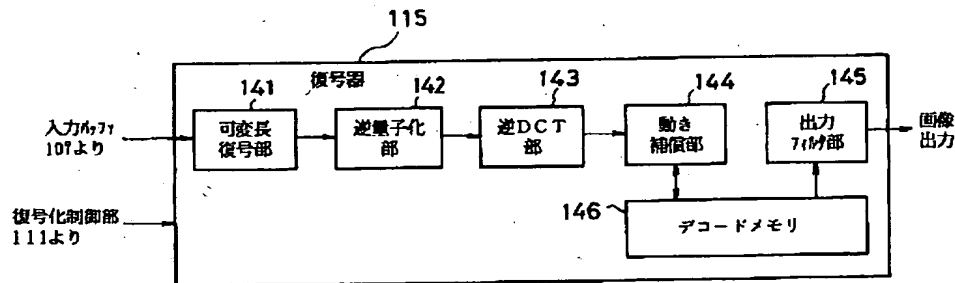 115
復号器
141
142
143
144
145
入力バッファ
109より
可変長
復号部
逆量子化
部
逆DCT
部
動き
補償部
出力
フィルタ部
画像
出力
復号化制御部
111より
146
デコードメモリ